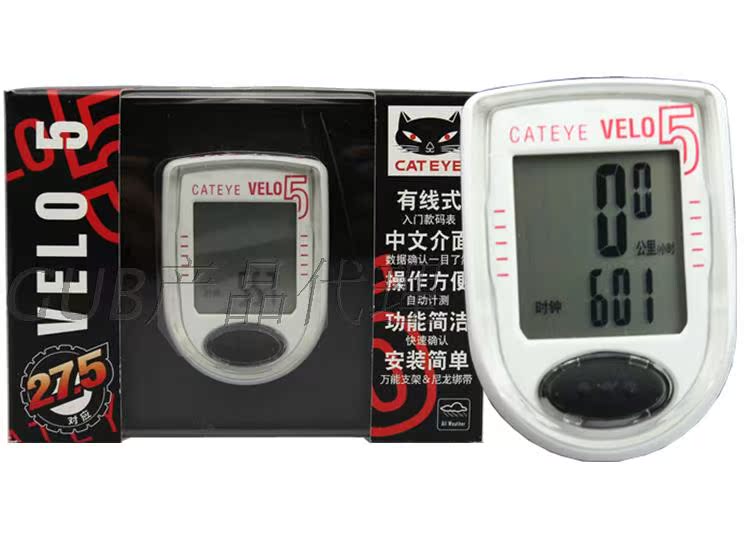 VELO 5
27.5
对应
CATEYE VELO 5
CATEYE
有线式
入门款码表
中文介面
数据确认一目了然
操作方便
自动计测
功能简洁
快速确认
安装简单
万能支架&尼龙绑带
All Weather
CATEYE VELO 5
00
公里/小时
时钟 601
GUB产品代